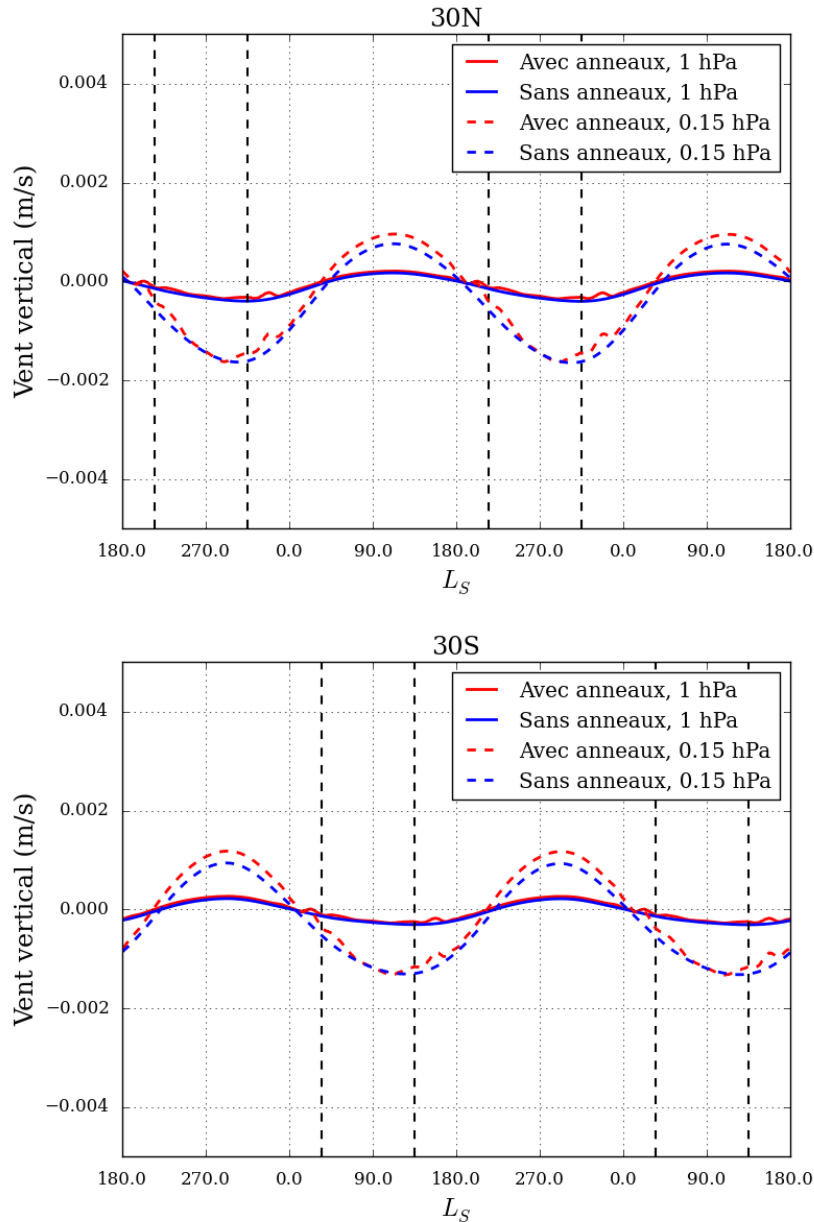 30N
Avec anneaux, 1 hPa
Sans anneaux, 1 hPa
Avec anneaux, 0.15 hPa
Sans anneaux, 0.15 hPa
Vent vertical (m/s)
0.004
0.002
0.000
−0.002
−0.004
180.0 270.0 0.0 90.0 180.0 270.0 0.0 90.0 180.0
L_S
30S
Avec anneaux, 1 hPa
Sans anneaux, 1 hPa
Avec anneaux, 0.15 hPa
Sans anneaux, 0.15 hPa
Vent vertical (m/s)
0.004
0.002
0.000
−0.002
−0.004
180.0 270.0 0.0 90.0 180.0 270.0 0.0 90.0 180.0
L_S